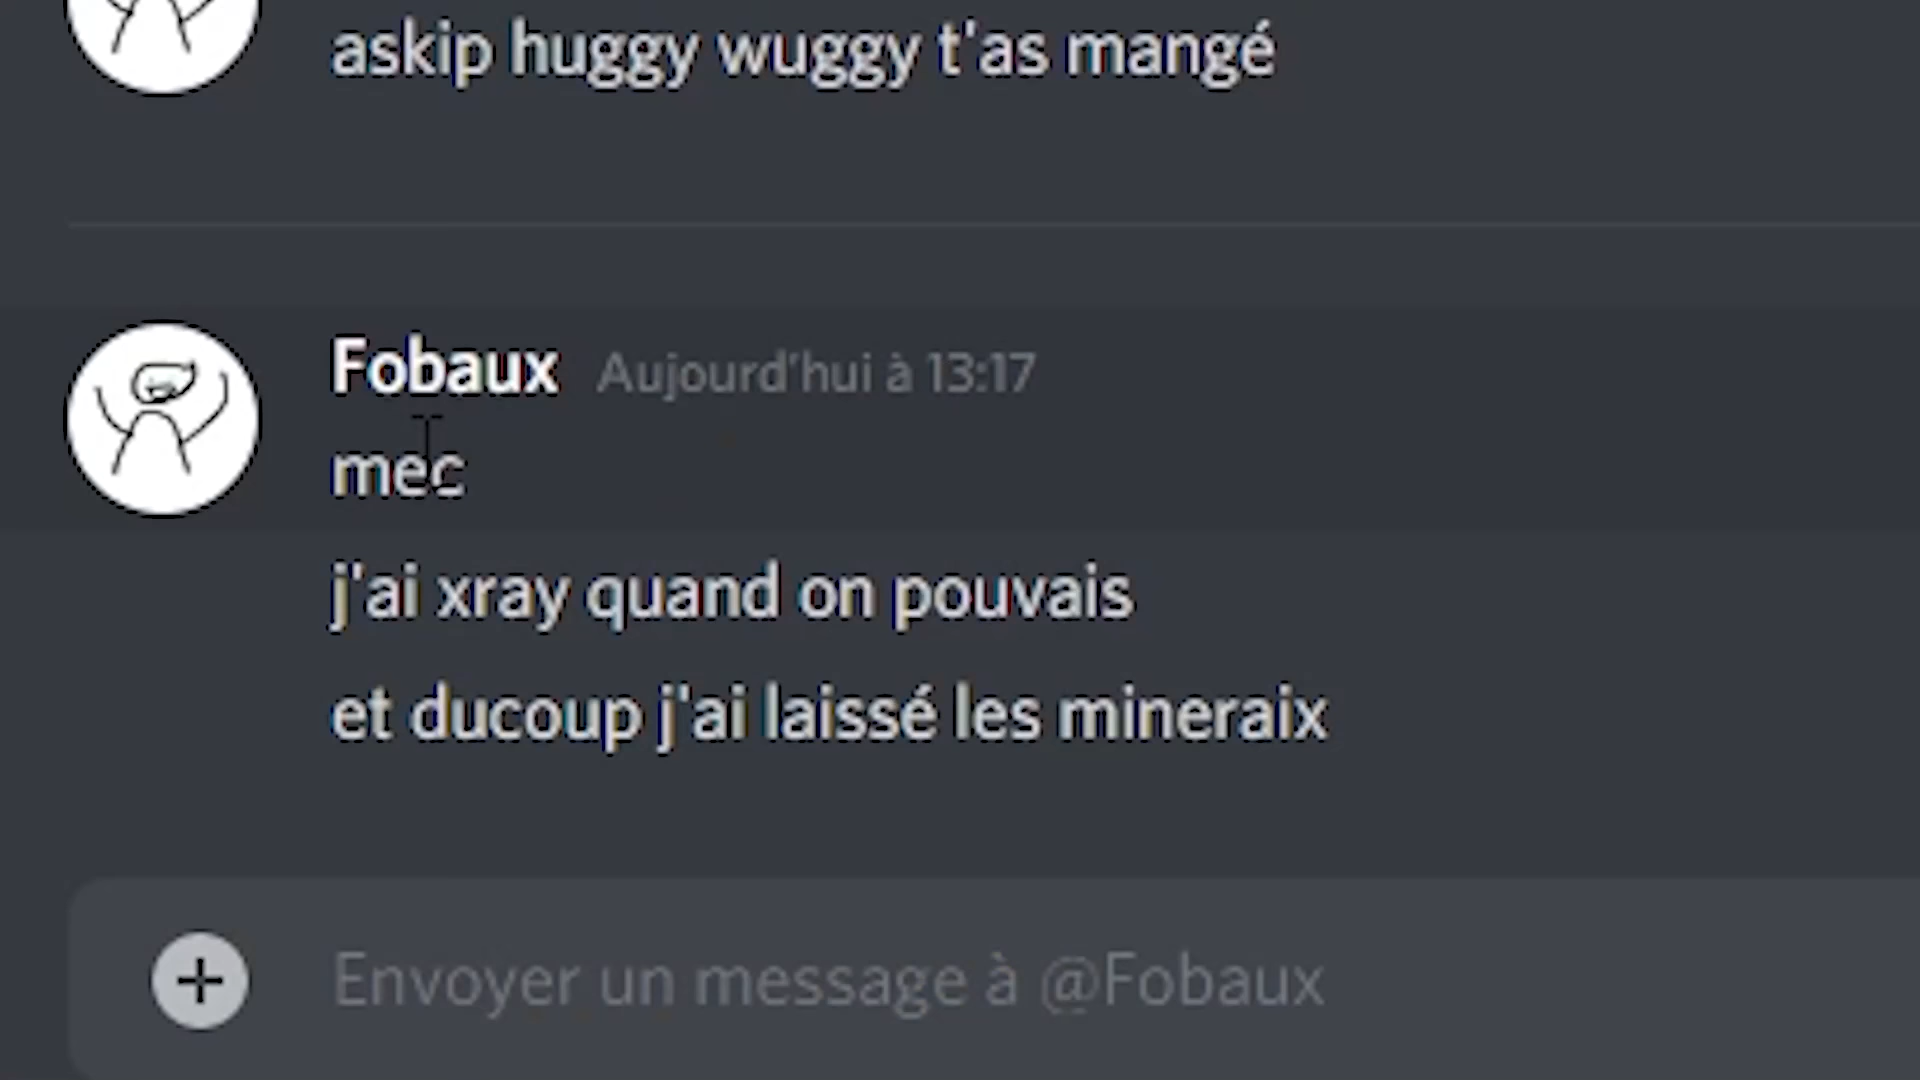 askip huggy wuggy t'as mangé
Fobaux Aujourd'hui à 13:17
mec
j'ai xray quand on pouvais
et ducoup j'ai laissé les mineraix
Envoyer un message à @Fobaux